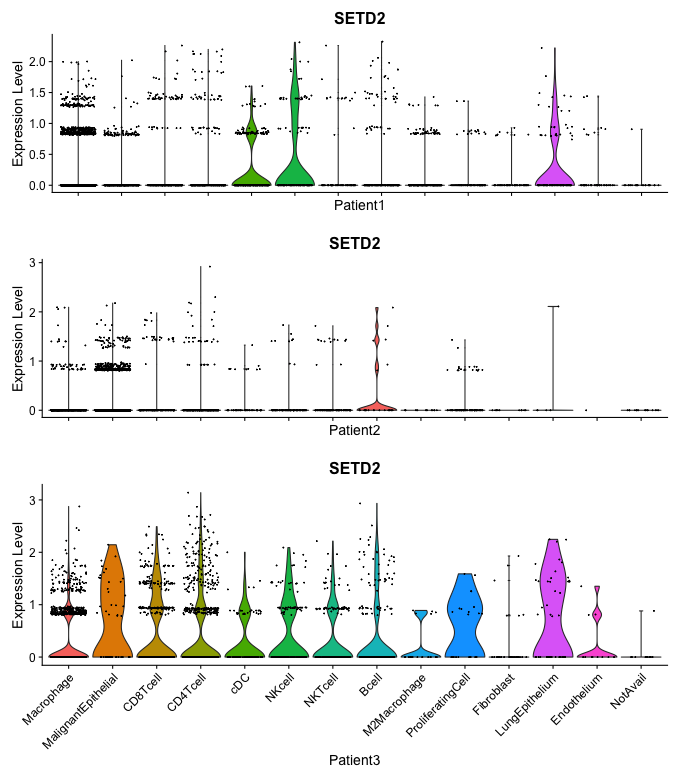 SETD2
Expression Level
2.0
1.5
1.0
0.5
0.0
Patient1
SETD2
Expression Level
3
2
1
0
Patient2
SETD2
Expression Level
3
2
1
0
Macrophage
MalignantEpithelial
CD8Tcell
CD4Tcell
cDC
NKcell
NKTcell
Bcell
M2Macrophage
ProliferatingCell
Fibroblast
LungEpithelium
Endothelium
NotAvail
Patient3